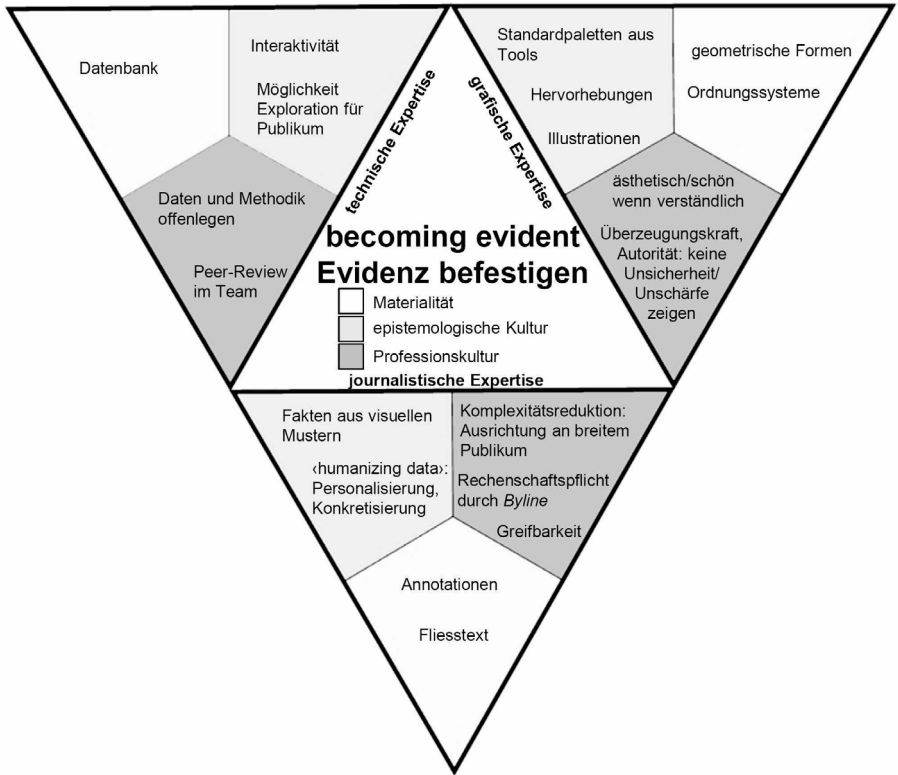 Datenbank
Interaktivität
Möglichkeit
Exploration für
Publikum
Daten und Methodik
offenlegen
Peer-Review
im Team
technische Expertise
grafische Expertise
Standardpaletten aus
Tools
Hervorhebungen
Illustrationen
geometrische Formen
Ordnungssysteme
ästhetisch/schön
wenn verständlich
Überzeugungskraft,
Autorität: keine
Unsicherheit/
Unschärfe
zeigen
becoming evident
Evidenz befestigen
Materialität
epistemologische Kultur
Professionskultur
journalistische Expertise
Fakten aus visuellen
Mustern
‹humanizing data›:
Personalisierung,
Konkretisierung
Komplexitätsreduktion:
Ausrichtung an breitem
Publikum
Rechenschaftspflicht
durch Byline
Greifbarkeit
Annotationen
Fliesstext